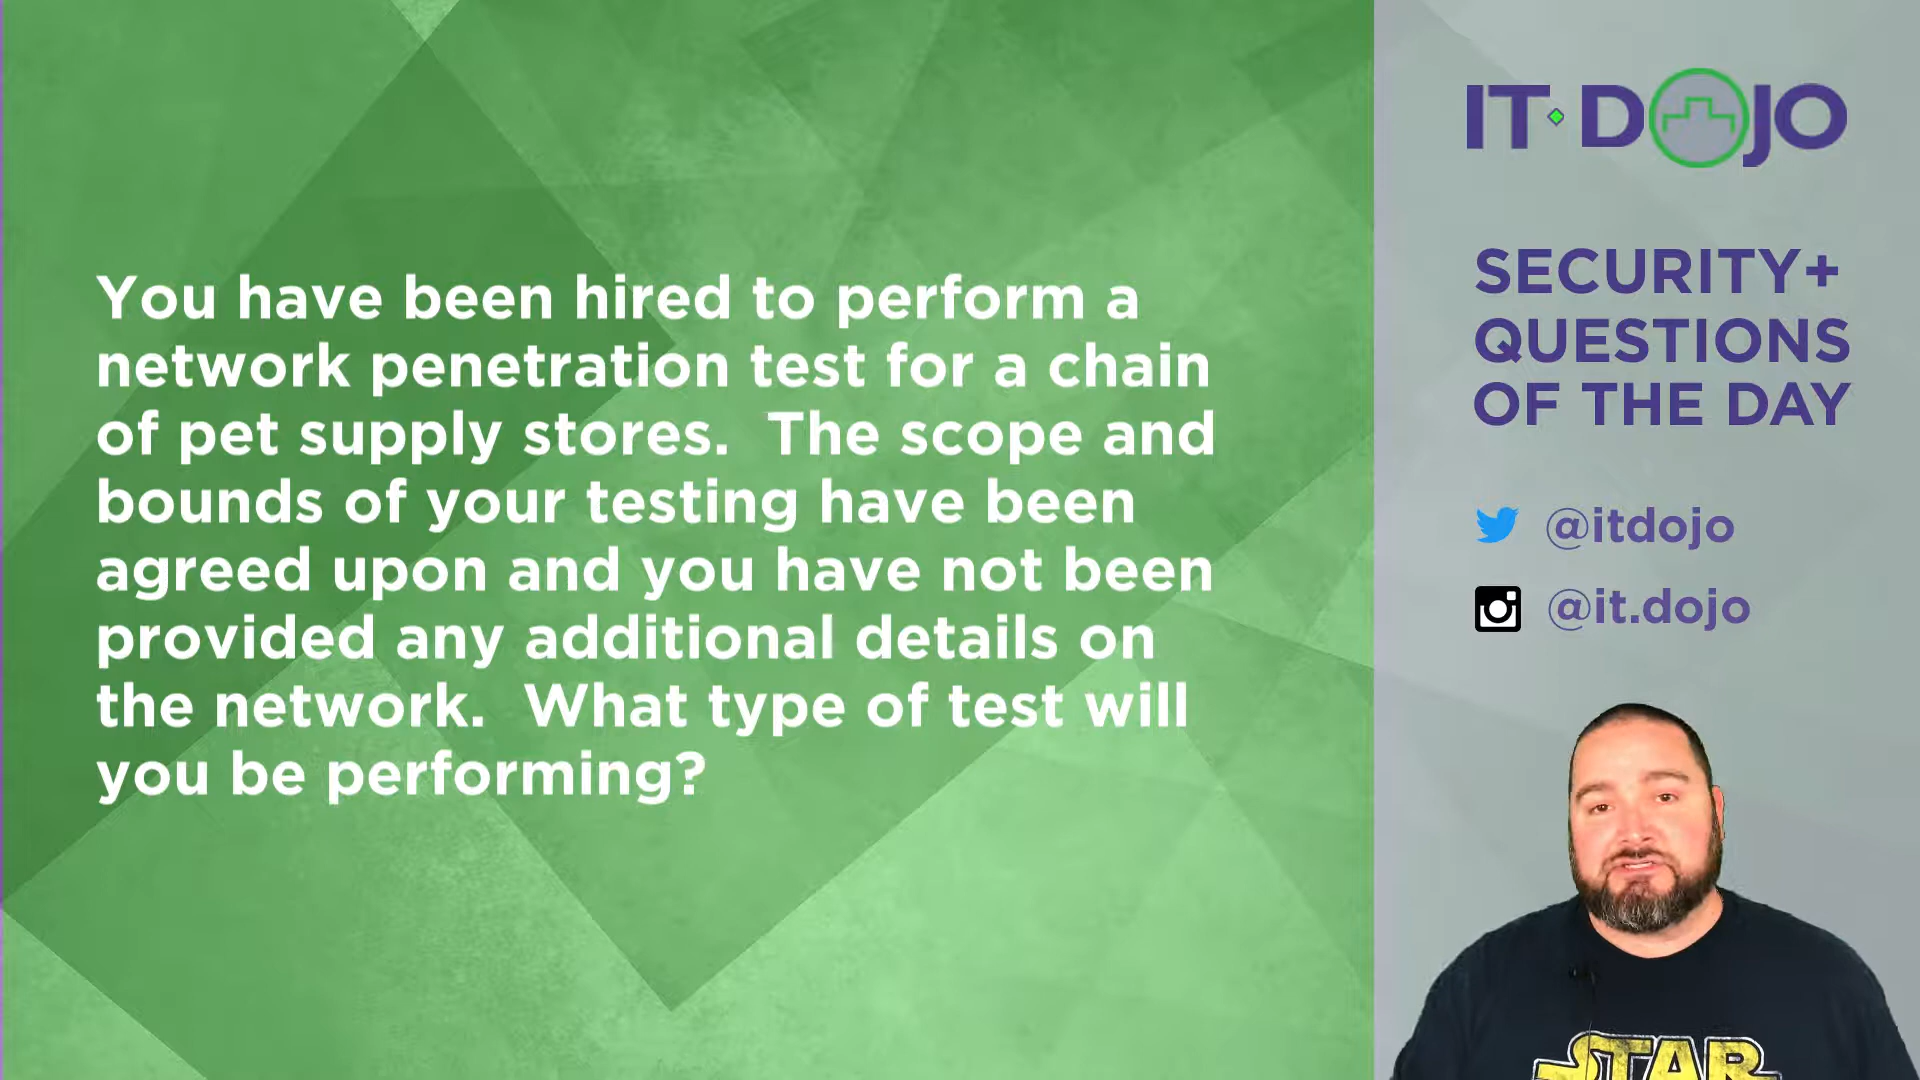 You have been hired to perform a
network penetration test for a chain
of pet supply stores.  The scope and
bounds of your testing have been
agreed upon and you have not been
provided any additional details on
the network.  What type of test will
you be performing?
IT DOJO
SECURITY+
QUESTIONS
OF THE DAY
@itdojo
@it.dojo
STAR